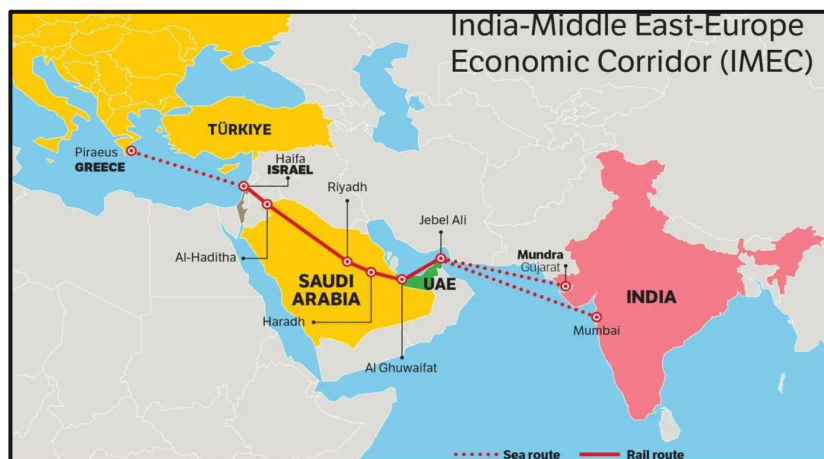 India-Middle East-Europe
Economic Corridor (IMEC)
TÜRKIYE
Piraeus
GREECE
Haifa
ISRAEL
Riyadh
Jebel Ali
Al-Haditha
Mundra
Güjarat
SAUDI
ARABIA
UAE
INDIA
Haradh
Mumbai
Al Ghuwaifat
Sea route
Rail route